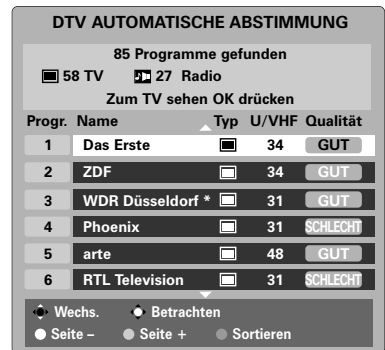 DTV AUTOMATISCHE ABSTIMMUNG
85 Programme gefunden
58 TV 27 Radio
Zum TV sehen OK drücken
Progr. Name Typ U/VHF Qualität
1 Das Erste 34 GUT
2 ZDF 34 GUT
3 WDR Düsseldorf * 31 GUT
4 Phoenix 31 SCHLECHT
5 arte 48 GUT
6 RTL Television 31 SCHLECHT
Wechs. Betrachten
Seite – Seite + Sortieren